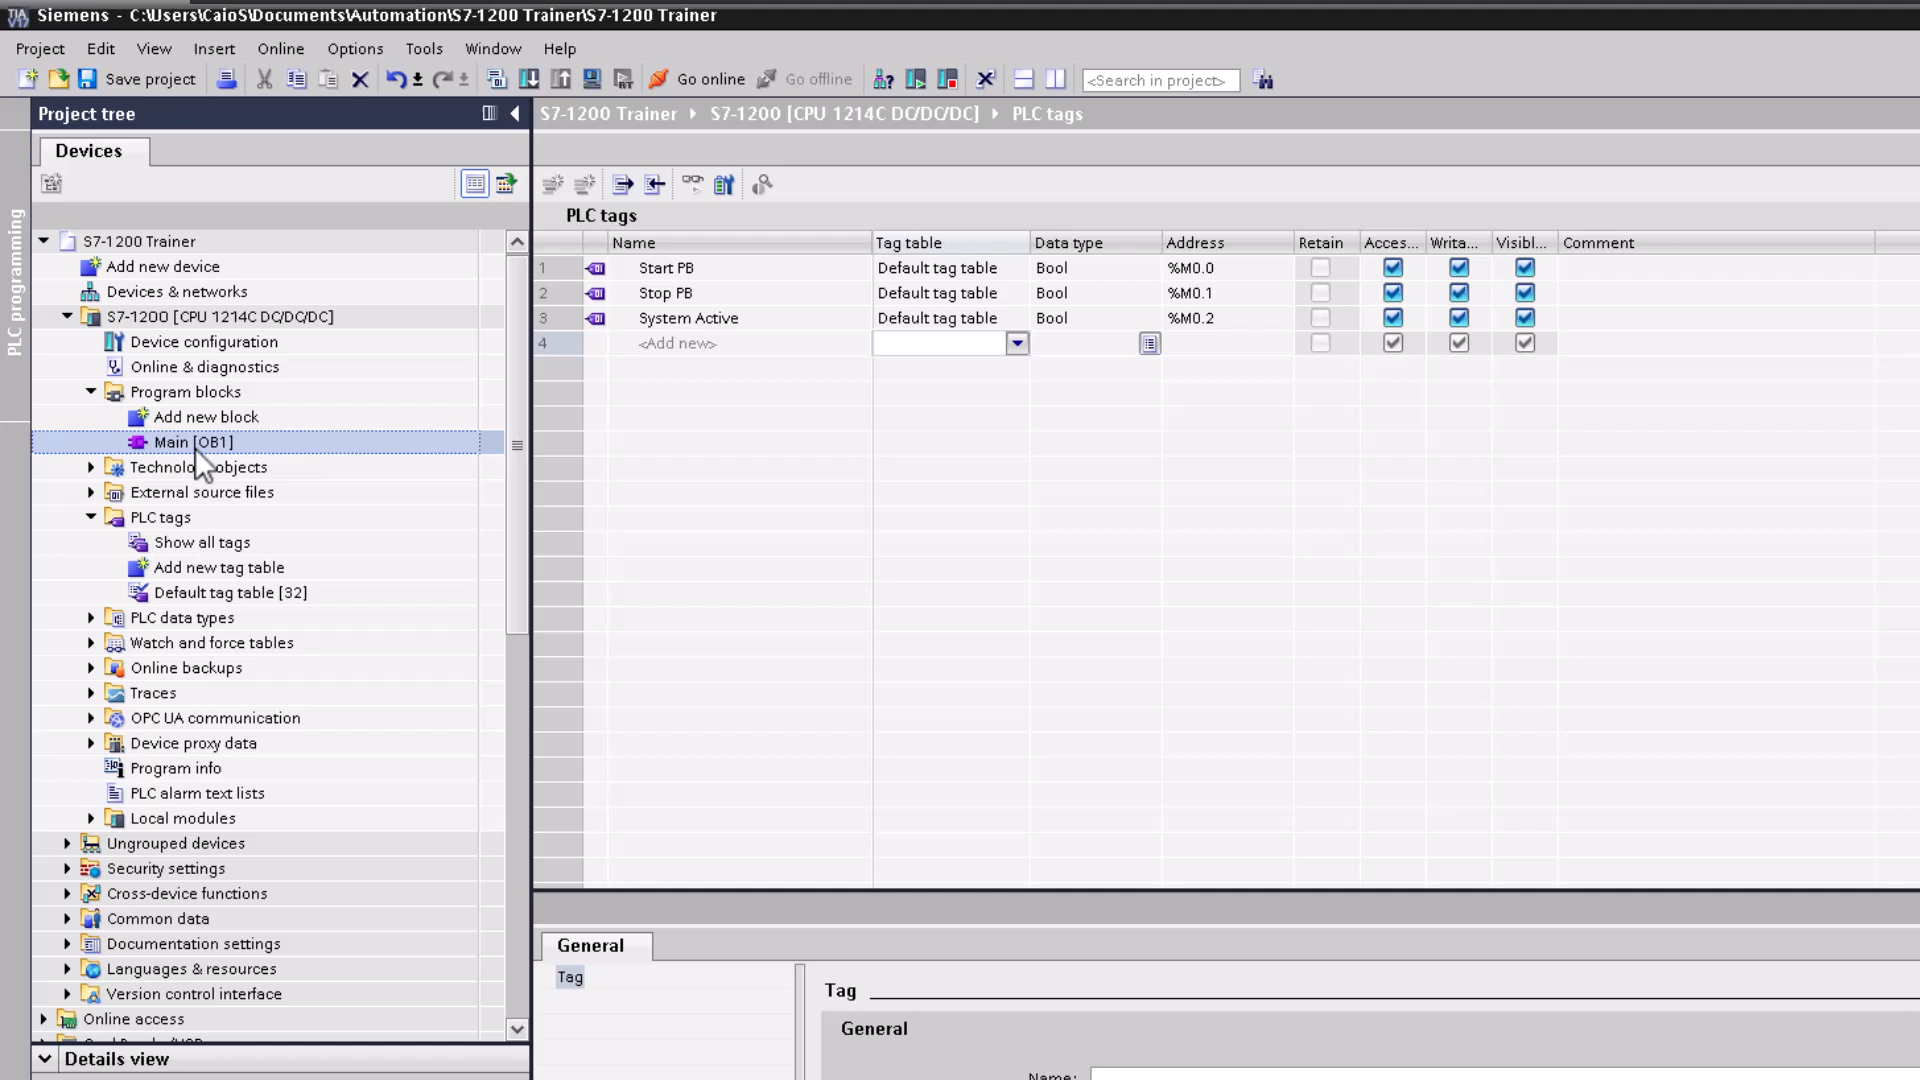 Siemens - C:\Users\CaioS\Documents\Automation\S7-1200 Trainer\S7-1200 Trainer
Project Edit View Insert Online Options Tools Window Help
Save project Go online Go offline <Search in project>
Project tree
S7-1200 Trainer S7-1200 [CPU 1214C DC/DC/DC] PLC tags
Devices
PLC programming
PLC tags
Name Tag table Data type Address Retain Acces... Writa... Visibl... Comment
1 Start PB Default tag table Bool %M0.0
2 Stop PB Default tag table Bool %M0.1
3 System Active Default tag table Bool %M0.2
4 <Add new>
S7-1200 Trainer
Add new device
Devices & networks
S7-1200 [CPU 1214C DC/DC/DC]
Device configuration
Online & diagnostics
Program blocks
Add new block
Main [OB1]
Technolo objects
External source files
PLC tags
Show all tags
Add new tag table
Default tag table [32]
PLC data types
Watch and force tables
Online backups
Traces
OPC UA communication
Device proxy data
Program info
PLC alarm text lists
Local modules
Ungrouped devices
Security settings
Cross-device functions
Common data
Documentation settings
Languages & resources
Version control interface
Online access
Details view
General
Tag
Tag
General
Name: